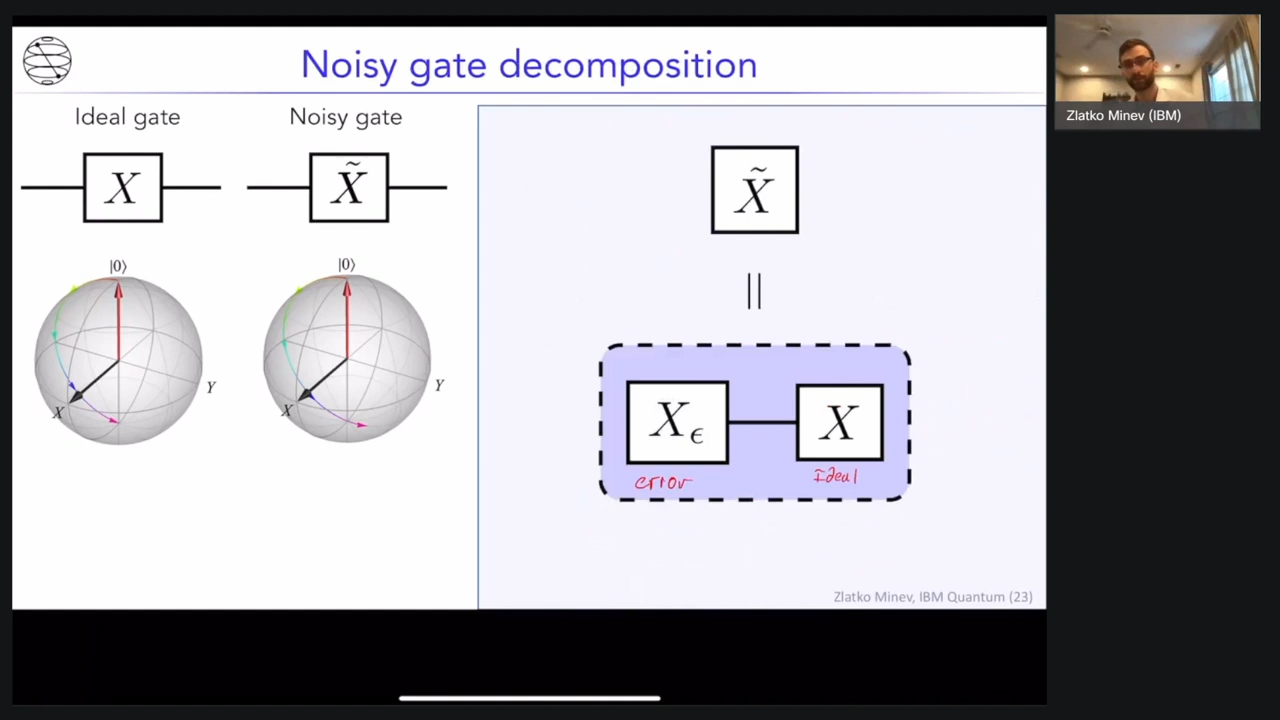 Noisy gate decomposition
Ideal gate
Noisy gate
X
X̃
|0⟩
|0⟩
Y
Y
X
X
X̃
||
X_ϵ
X
error
Ideal
Zlatko Minev, IBM Quantum (23)
Zlatko Minev (IBM)